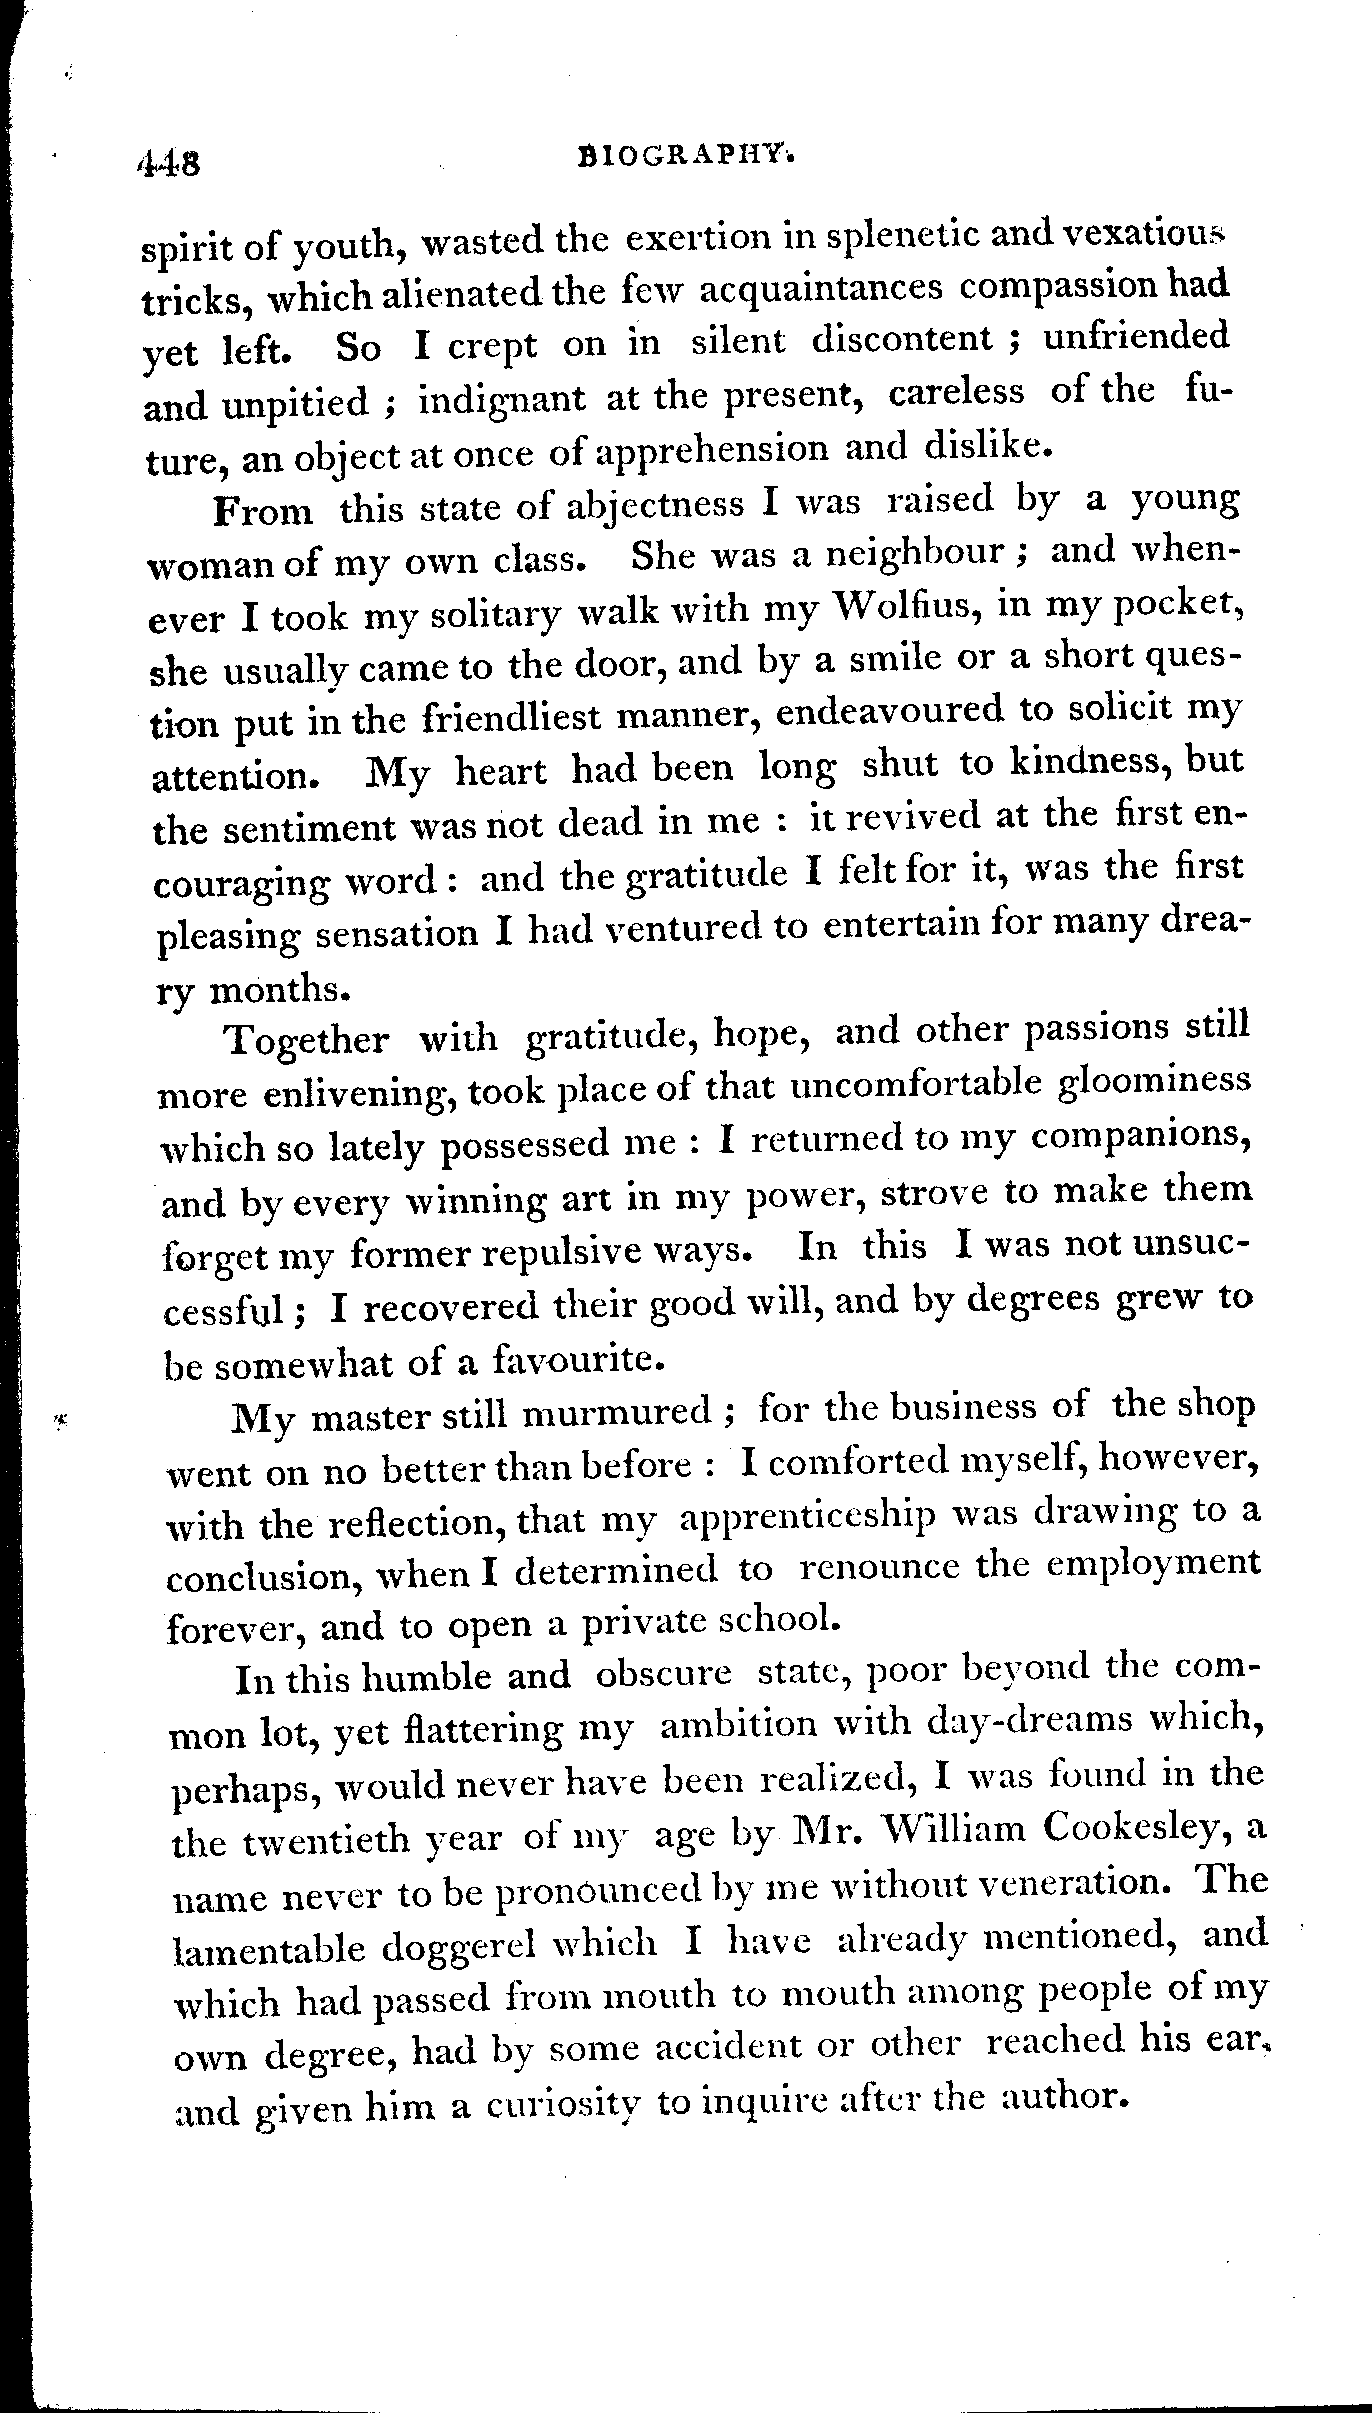 448 BIOGRAPHY.
spirit of youth, wasted the exertion in splenetic and vexatious
tricks, which alienated the few acquaintances compassion had
yet left. So I crept on in silent discontent ; unfriended
and unpitied ; indignant at the present, careless of the fu-
ture, an object at once of apprehension and dislike.
From this state of abjectness I was raised by a young
woman of my own class. She was a neighbour ; and when-
ever I took my solitary walk with my Wolfius, in my pocket,
she usually came to the door, and by a smile or a short ques-
tion put in the friendliest manner, endeavoured to solicit my
attention. My heart had been long shut to kindness, but
the sentiment was not dead in me : it revived at the first en-
couraging word : and the gratitude I felt for it, was the first
pleasing sensation I had ventured to entertain for many drea-
ry months.
Together with gratitude, hope, and other passions still
more enlivening, took place of that uncomfortable gloominess
which so lately possessed me : I returned to my companions,
and by every winning art in my power, strove to make them
forget my former repulsive ways. In this I was not unsuc-
cessful ; I recovered their good will, and by degrees grew to
be somewhat of a favourite.
My master still murmured ; for the business of the shop
went on no better than before : I comforted myself, however,
with the reflection, that my apprenticeship was drawing to a
conclusion, when I determined to renounce the employment
forever, and to open a private school.
In this humble and obscure state, poor beyond the com-
mon lot, yet flattering my ambition with day-dreams which,
perhaps, would never have been realized, I was found in the
the twentieth year of my age by Mr. William Cookesley, a
name never to be pronounced by me without veneration. The
lamentable doggerel which I have already mentioned, and
which had passed from mouth to mouth among people of my
own degree, had by some accident or other reached his ear,
and given him a curiosity to inquire after the author.